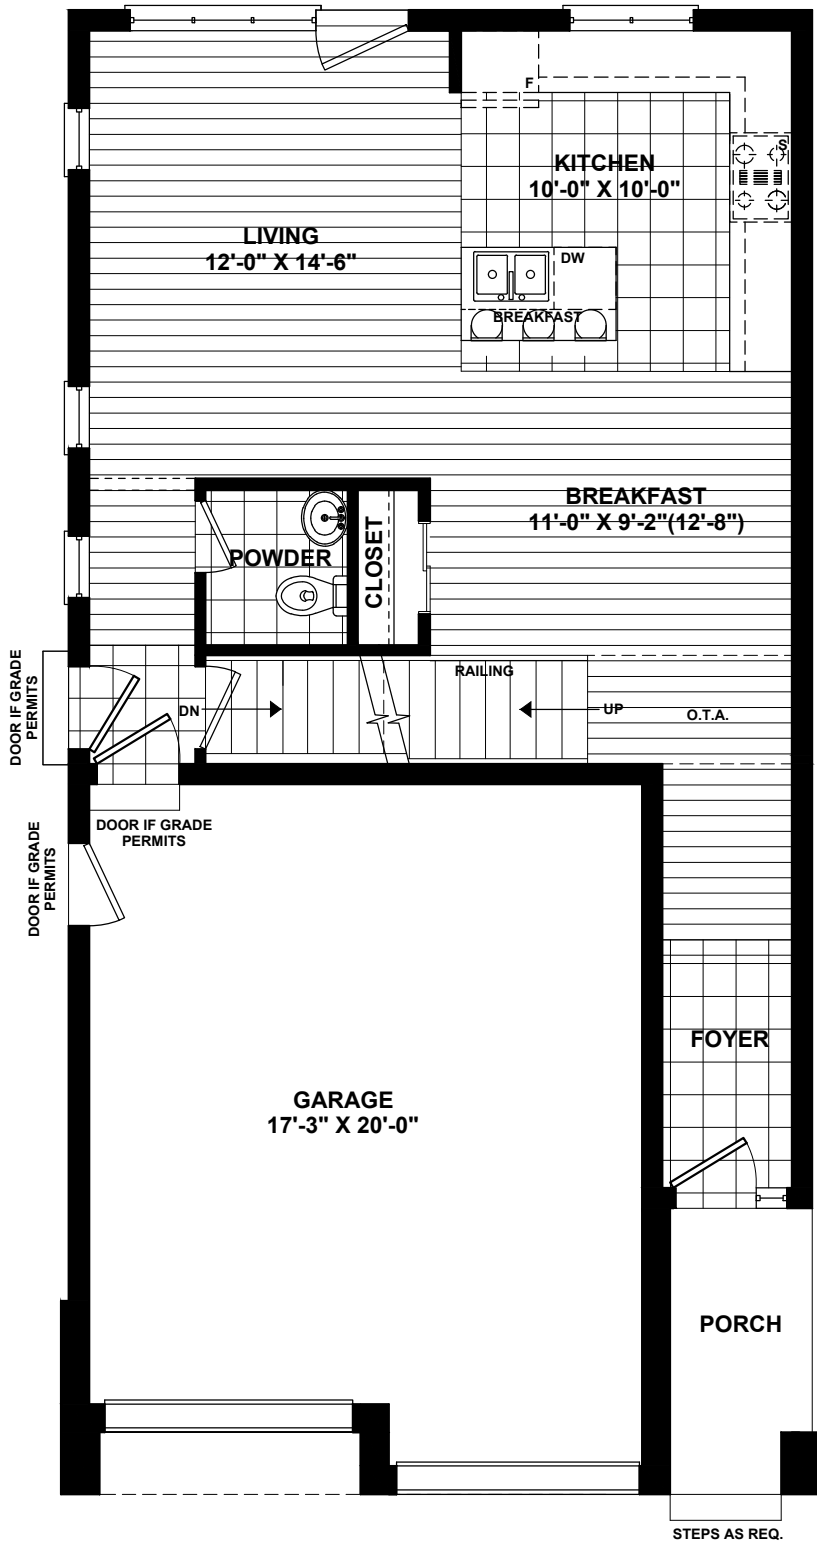 F
S
KITCHEN
10'-0" X 10'-0"
LIVING
12'-0" X 14'-6"
DW
BREAKFAST
BREAKFAST
11'-0" X 9'-2"(12'-8")
POWDER
CLOSET
DOOR IF GRADE
PERMITS
RAILING
DN
UP
O.T.A.
DOOR IF GRADE
PERMITS
DOOR IF GRADE
PERMITS
FOYER
GARAGE
17'-3" X 20'-0"
PORCH
STEPS AS REQ.